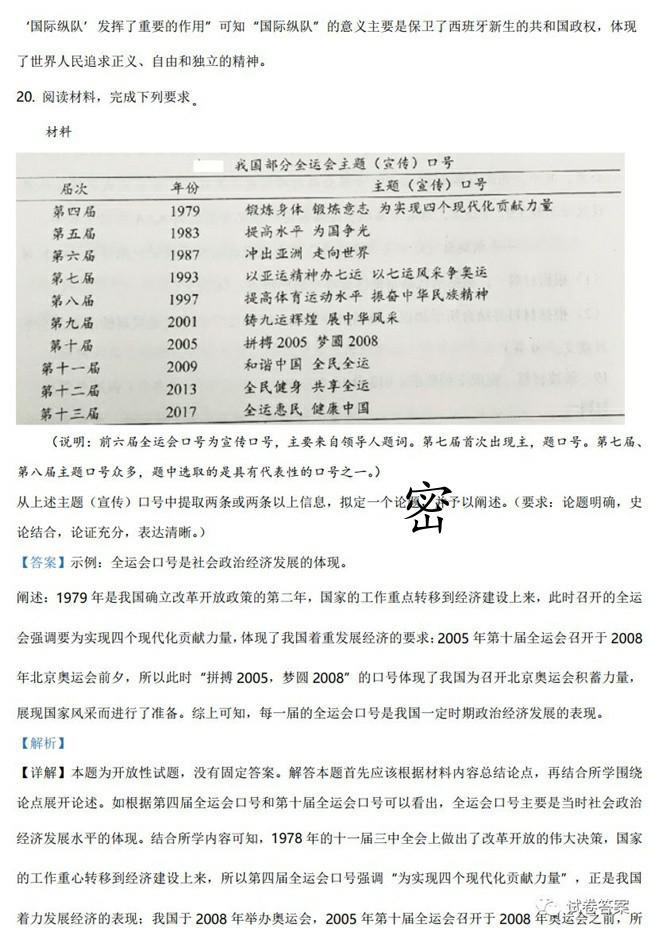 ‘国际纵队’发挥了重要的作用”可知“国际纵队”的意义主要是保卫了西班牙新生的共和国政权，体现
了世界人民追求正义、自由和独立的精神。
20. 阅读材料，完成下列要求。
材料
我国部分全运会主题（宣传）口号
届次 年份 主题（宣传）口号
第四届 1979 锻炼身体 锻炼意志 为实现四个现代化贡献力量
第五届 1983 提高水平 为国争光
第六届 1987 冲出亚洲 走向世界
第七届 1993 以亚运精神办七运 以七运风采争奥运
第八届 1997 提高体育运动水平 振奋中华民族精神
第九届 2001 铸九运辉煌 展中华风采
第十届 2005 拼搏2005 梦圆2008
第十一届 2009 和谐中国 全民全运
第十二届 2013 全民健身 共享全运
第十三届 2017 全运惠民 健康中国
（说明：前六届全运会口号为宣传口号，主要来自领导人题词。第七届首次出现主，题口号。第七届、
第八届主题口号众多，题中选取的是具有代表性的口号之一。）
从上述主题（宣传）口号中提取两条或两条以上信息，拟定一个论题，并予以阐述。（要求：论题明确，史
密
论结合，论证充分，表达清晰。）
【答案】示例：全运会口号是社会政治经济发展的体现。
阐述：1979 年是我国确立改革开放政策的第二年，国家的工作重点转移到经济建设上来，此时召开的全运
会强调要为实现四个现代化贡献力量，体现了我国着重发展经济的要求；2005 年第十届全运会召开于 2008
年北京奥运会前夕，所以此时“拼搏 2005，梦圆 2008”的口号体现了我国为召开北京奥运会积蓄力量，
展现国家风采而进行了准备。综上可知，每一届的全运会口号是我国一定时期政治经济发展的表现。
【解析】
【详解】本题为开放性试题，没有固定答案。解答本题首先应该根据材料内容总结论点，再结合所学围绕
论点展开论述。如根据第四届全运会口号和第十届全运会口号可以看出，全运会口号主要是当时社会政治
经济发展水平的体现。结合所学内容可知，1978 年的十一届三中全会上做出了改革开放的伟大决策，国家
的工作重心转移到经济建设上来，所以第四届全运会口号强调“为实现四个现代化贡献力量”，正是我国
着力发展经济的表现；我国于 2008 年举办奥运会，2005 年第十届全运会召开于 2008 年奥运会之前，所
试卷答案